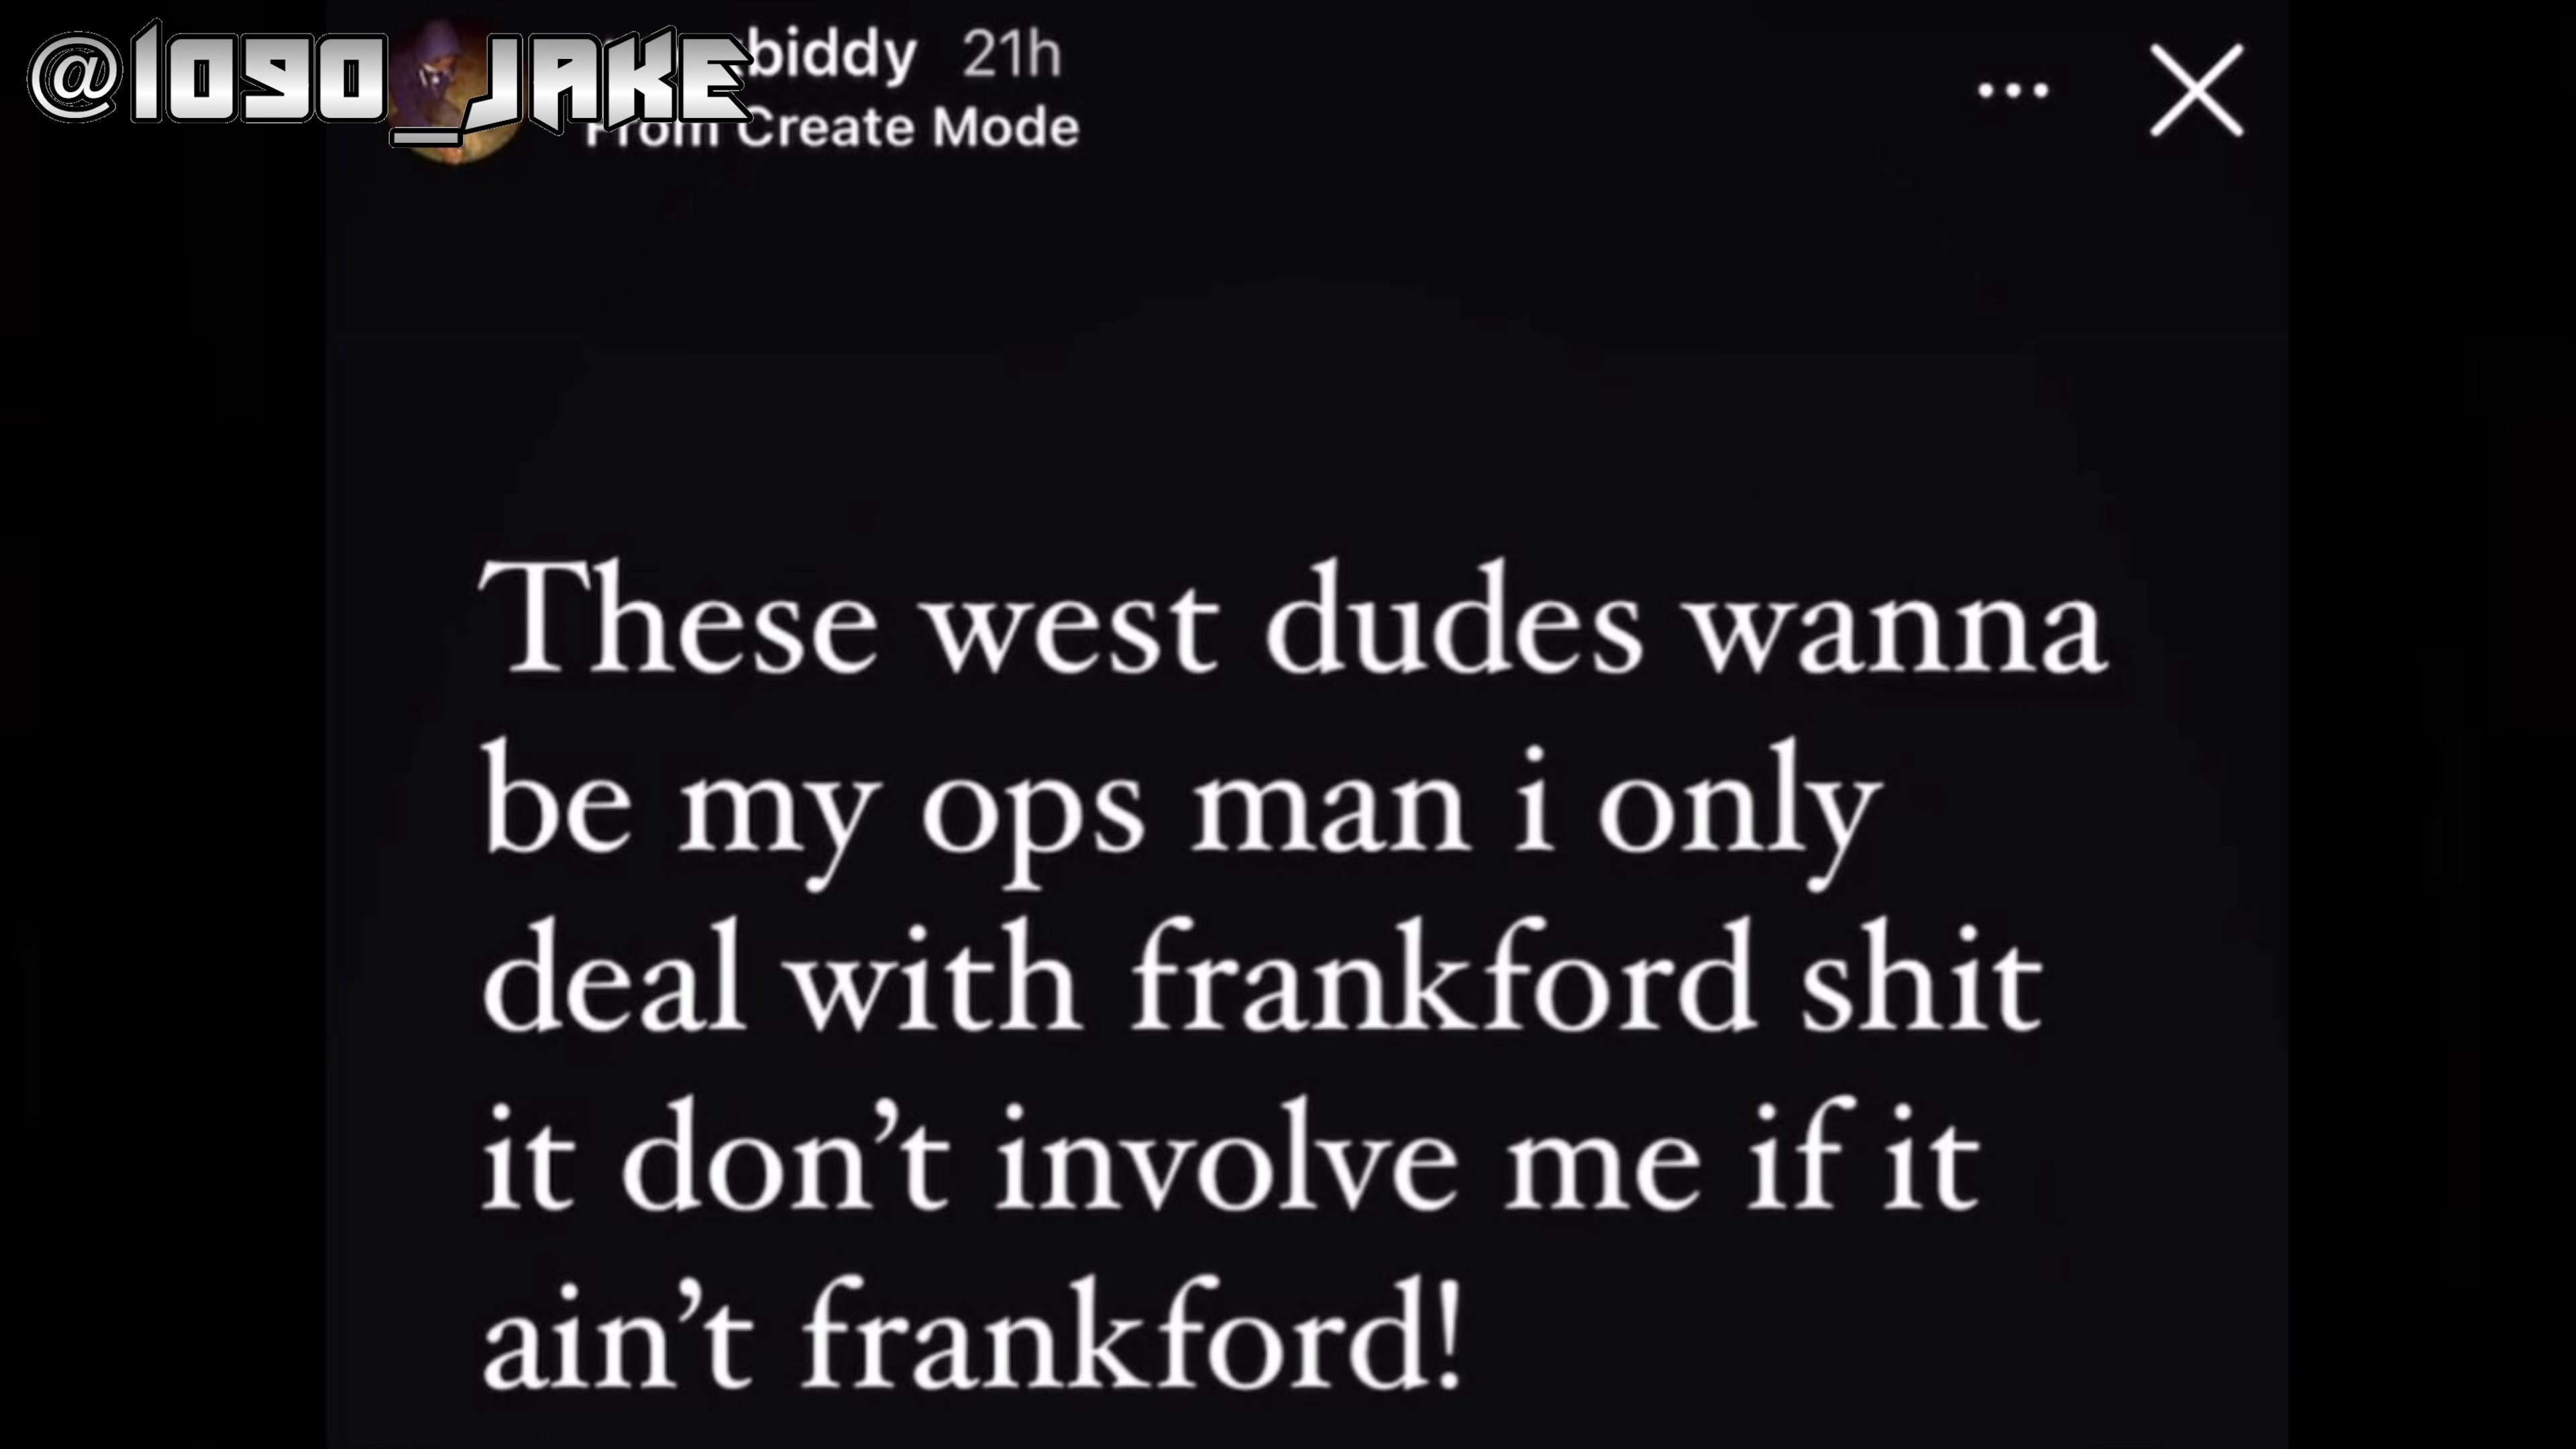 @1090_JAKE
biddy 21h
From Create Mode
These west dudes wanna
be my ops man i only
deal with frankford shit
it don't involve me if it
ain't frankford!